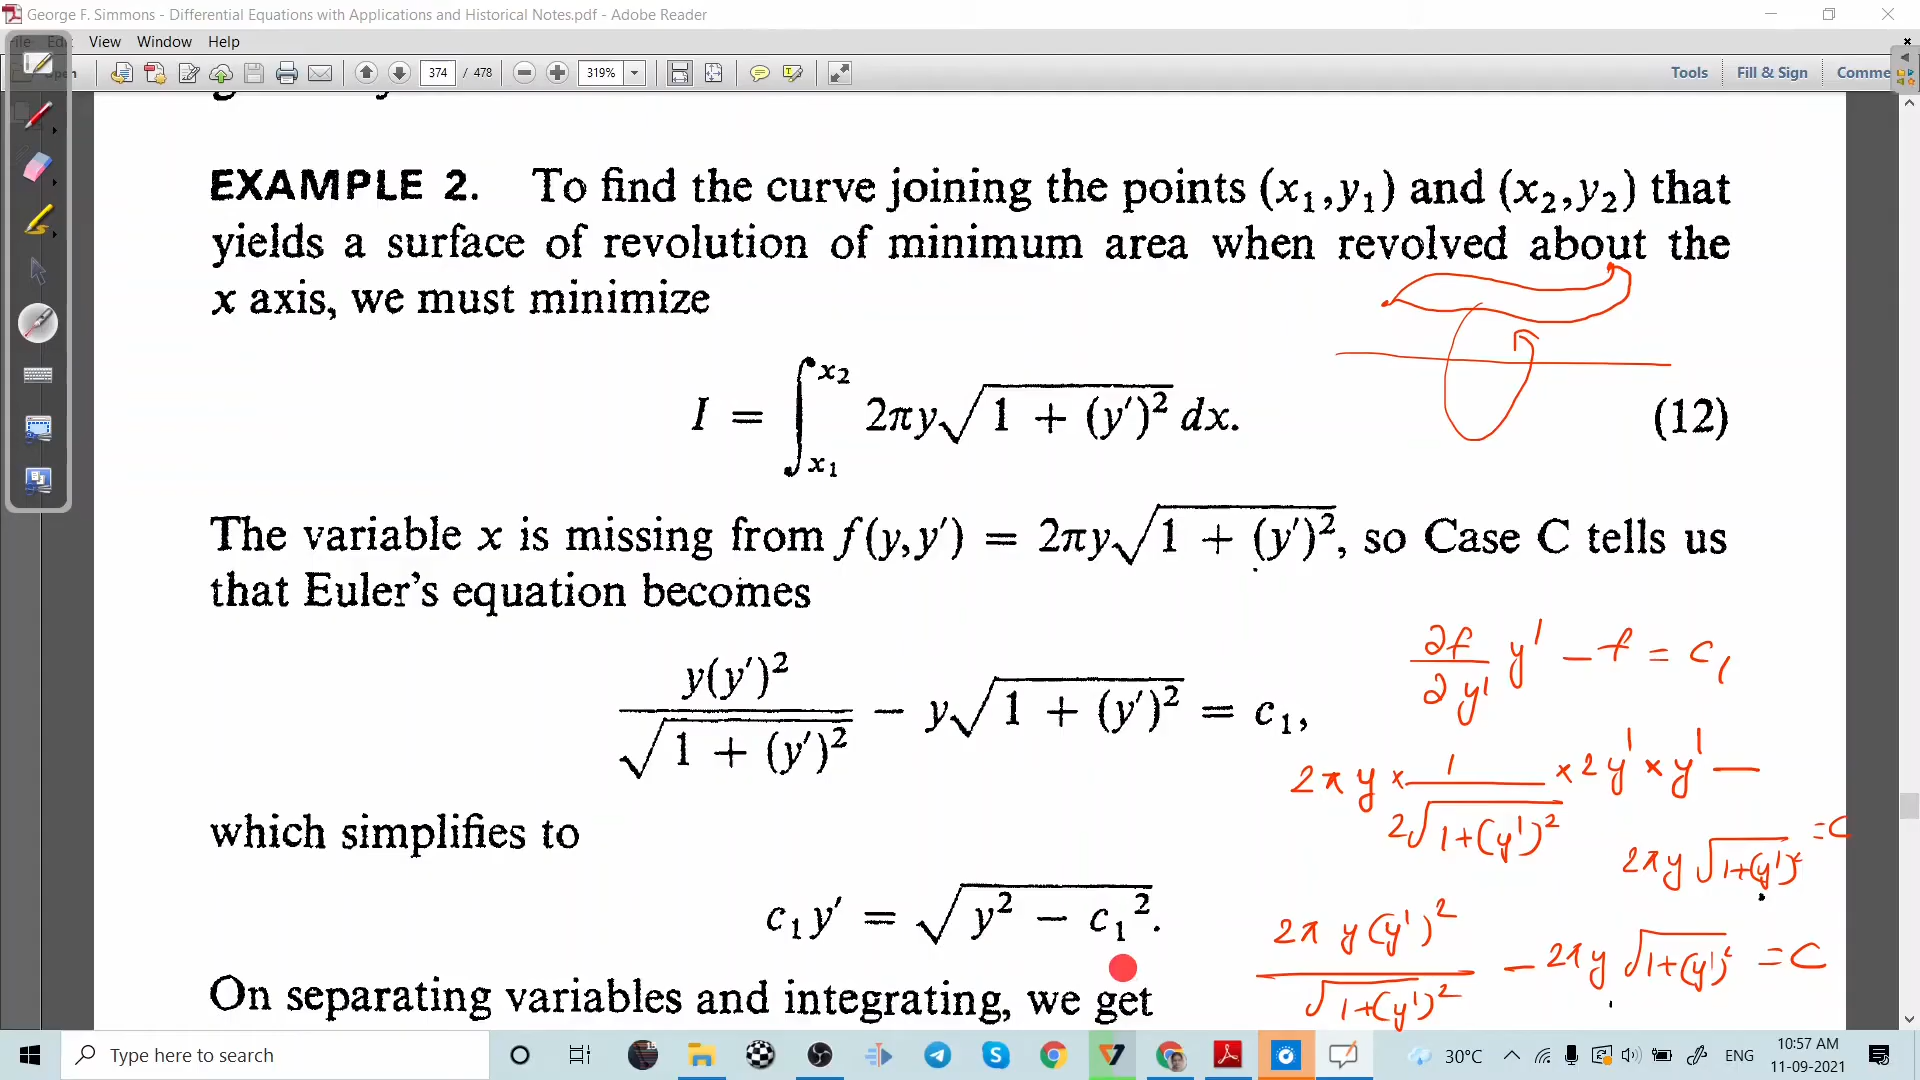 George F. Simmons - Differential Equations with Applications and Historical Notes.pdf - Adobe Reader
View Window Help
374 / 478 319% Tools Fill & Sign Comme
EXAMPLE 2. To find the curve joining the points (x₁,y₁) and (x₂,y₂) that
yields a surface of revolution of minimum area when revolved about the
x axis, we must minimize
I = ∫_{x₁}^{x₂} 2πy√(1 + (y′)²) dx. (12)
The variable x is missing from f(y,y′) = 2πy√(1 + (y′)²), so Case C tells us
that Euler's equation becomes
∂f/∂y' y' − f = c₁
y(y′)²/√(1 + (y′)²) − y√(1 + (y′)²) = c₁,
2πy × 1/(2√(1+(y')²)) × 2y' × y' −
2πy √(1+(y')²) = C
which simplifies to
c₁y′ = √(y² − c₁²).
2πy(y')²/√(1+(y')²) − 2πy √(1+(y')²) = C
On separating variables and integrating, we get
Type here to search
30°C ENG 10:57 AM
11-09-2021